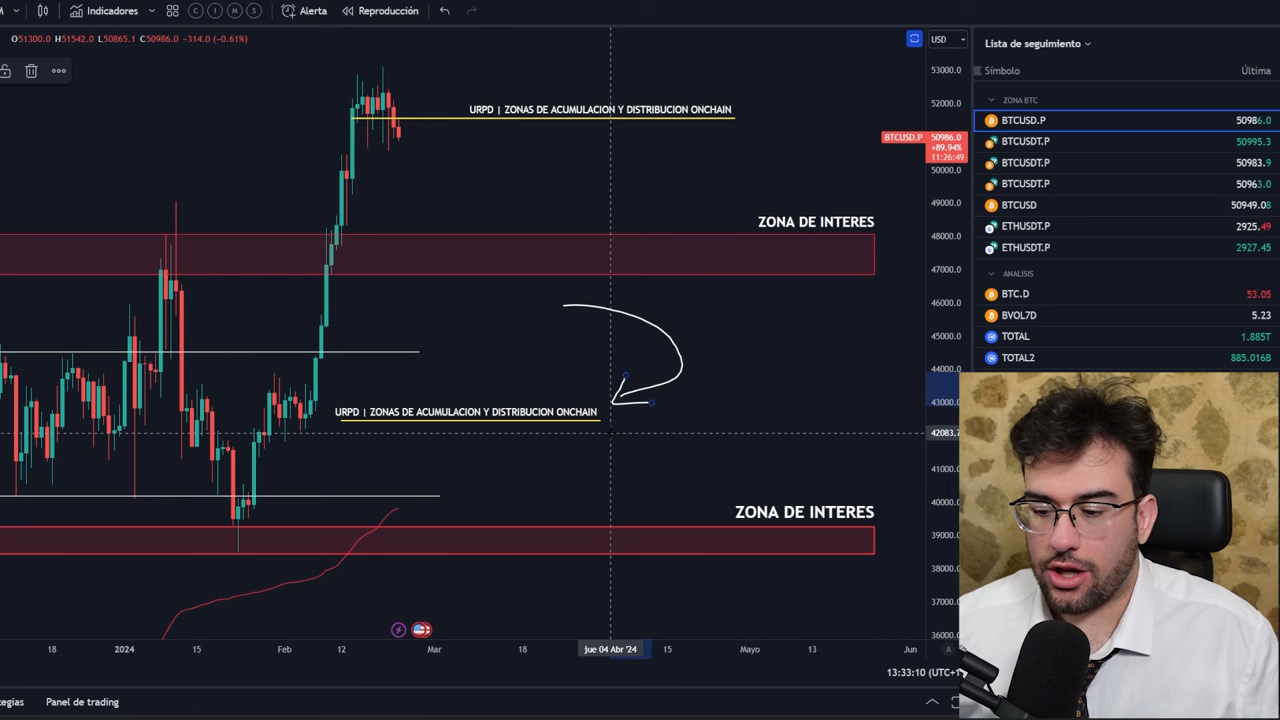 Indicadores
Alerta
Reproducción
O51300.0 H51542.0 L50865.1 C50986.0 -314.0 (-0.61%)
USD
Lista de seguimiento
Símbolo Última
ZONA BTC
BTCUSD.P 50986.0
BTCUSDT.P 50995.3
BTCUSDT.P 50983.9
BTCUSDT.P 50963.0
BTCUSD 50949.08
ETHUSDT.P 2925.49
ETHUSDT.P 2927.45
ANALISIS
BTC.D 53.05
BVOL7D 5.23
TOTAL 1.885T
TOTAL2 885.016B
URPD | ZONAS DE ACUMULACION Y DISTRIBUCION ONCHAIN
ZONA DE INTERES
URPD | ZONAS DE ACUMULACION Y DISTRIBUCION ONCHAIN
ZONA DE INTERES
53000.0
52000.0
BTCUSD.P 50986.0
+89.94%
11:26:49
50000.0
49000.0
48000.0
47000.0
46000.0
45000.0
44000.0
43000.0
42083.7
41000.0
40000.0
39000.0
38000.0
37000.0
36000.0
18 2024 15 Feb 12 Mar 18 jue 04 Abr '24 15 Mayo 13 Jun A
13:33:10 (UTC+1
tegias Panel de trading